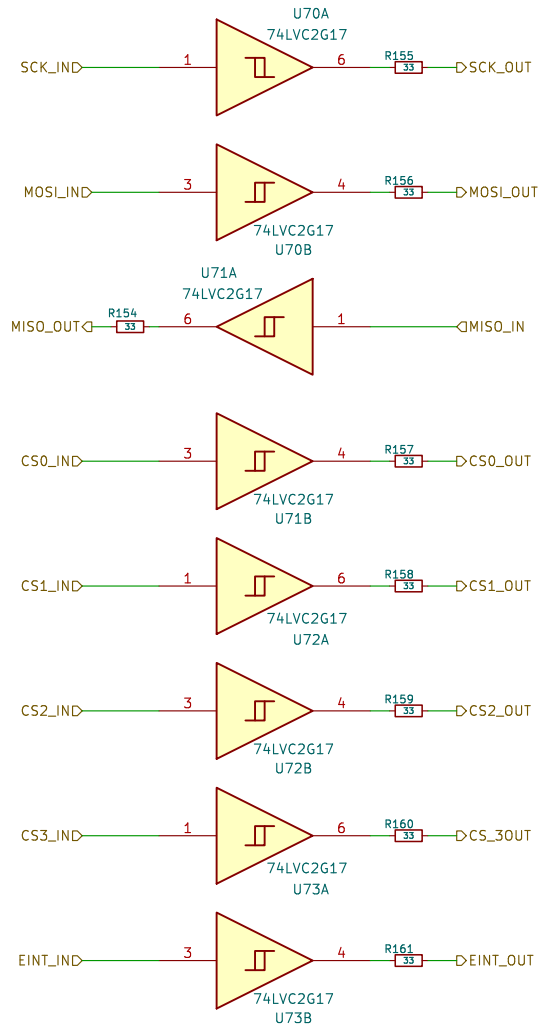 U70A
74LVC2G17
SCK_IN 1 6 R155 33 SCK_OUT
MOSI_IN 3 4 R156 33 MOSI_OUT
74LVC2G17
U70B
U71A
74LVC2G17
MISO_OUT R154 33 6 1 MISO_IN
CS0_IN 3 4 R157 33 CS0_OUT
74LVC2G17
U71B
CS1_IN 1 6 R158 33 CS1_OUT
74LVC2G17
U72A
CS2_IN 3 4 R159 33 CS2_OUT
74LVC2G17
U72B
CS3_IN 1 6 R160 33 CS_3OUT
74LVC2G17
U73A
EINT_IN 3 4 R161 33 EINT_OUT
74LVC2G17
U73B